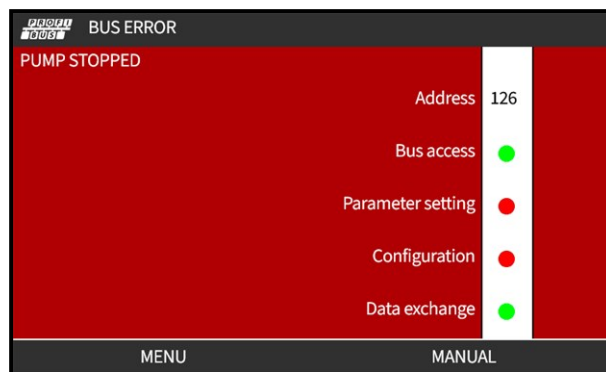 PROFI BUS BUS ERROR
PUMP STOPPED
Address 126
Bus access
Parameter setting
Configuration
Data exchange
MENU MANUAL